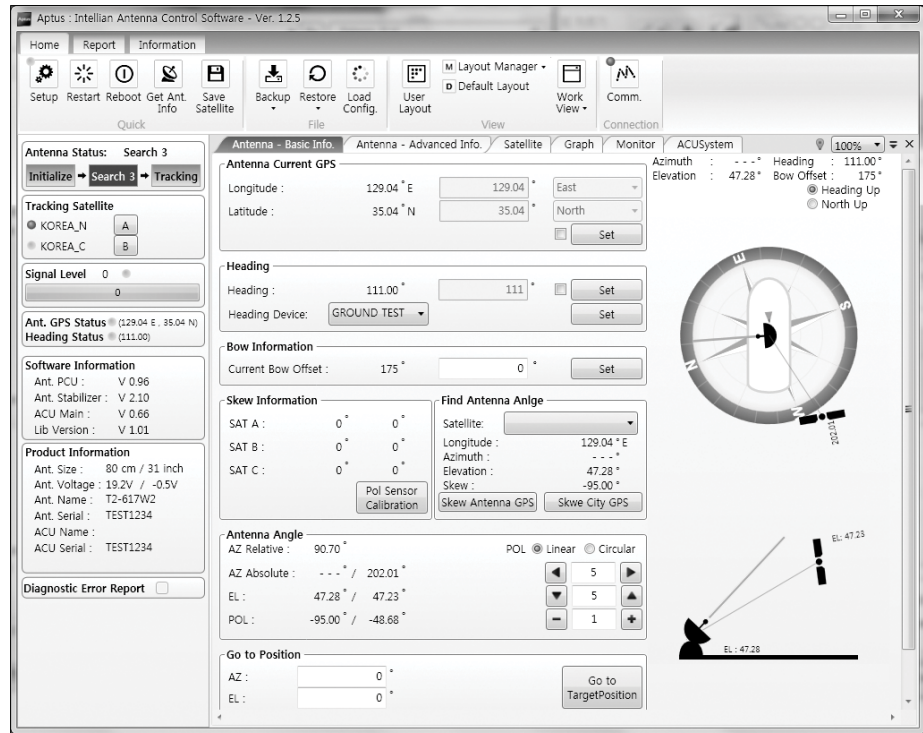 Aptus : Intellian Antenna Control Software - Ver. 1.2.5
Home Report Information
Setup Restart Reboot Get Ant. Info Save Satellite
Quick
Backup Restore Load Config.
File
User Layout M Layout Manager D Default Layout Work View
View
Comm.
Connection
Antenna Status: Search 3
Initialize Search 3 Tracking
Tracking Satellite
KOREA_N A
KOREA_C B
Signal Level 0
0
Ant. GPS Status (129.04 E , 35.04 N)
Heading Status (111.00)
Software Information
Ant. PCU : V 0.96
Ant. Stabilizer : V 2.10
ACU Main : V 0.66
Lib Version : V 1.01
Product Information
Ant. Size : 80 cm / 31 inch
Ant. Voltage : 19.2V / -0.5V
Ant. Name : T2-617W2
Ant. Serial : TEST1234
ACU Name :
ACU Serial : TEST1234
Diagnostic Error Report
Antenna - Basic Info. Antenna - Advanced Info. Satellite Graph Monitor ACUSystem 100%
Antenna Current GPS
Longitude : 129.04 ° E 129.04 ° East
Latitude : 35.04 ° N 35.04 ° North
Set
Heading
Heading : 111.00 ° 111 ° Set
Heading Device: GROUND TEST Set
Bow Information
Current Bow Offset : 175 ° 0 ° Set
Skew Information
SAT A : 0 ° 0 °
SAT B : 0 ° 0 °
SAT C : 0 ° 0 °
Pol Sensor Calibration
Find Antenna Anlge
Satellite:
Longitude : 129.04 ° E
Azimuth : - - - °
Elevation : 47.28 °
Skew : -95.00 °
Skew Antenna GPS Skwe City GPS
Antenna Angle
AZ Relative : 90.70 ° POL Linear Circular
AZ Absolute : - - - ° / 202.01 ° 5
EL : 47.28 ° / 47.23 ° 5
POL : -95.00 ° / -48.68 ° 1
Go to Position
AZ : 0 °
EL : 0 °
Go to TargetPosition
Azimuth : - - - ° Heading : 111.00 °
Elevation : 47.28 ° Bow Offset : 175 °
Heading Up
North Up
E
S
N
W
202.01
EL: 47.23
EL : 47.28